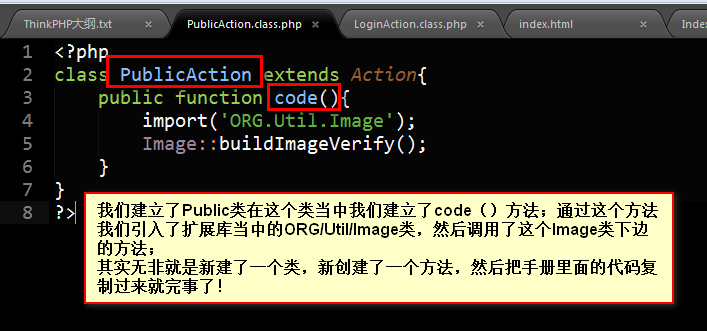 ThinkPHP大纲.txt × PublicAction.class.php × LoginAction.class.php × index.html × Index
1 <?php
2 class PublicAction extends Action{
3 public function code(){
4 import('ORG.Util.Image');
5 Image::buildImageVerify();
6 }
7 }
8 ?>
我们建立了Public类在这个类当中我们建立了code（）方法；通过这个方法
我们引入了扩展库当中的ORG/Util/Image类，然后调用了这个Image类下边
的方法；
其实无非就是新建了一个类，新创建了一个方法，然后把手册里面的代码复
制过来就完事了！